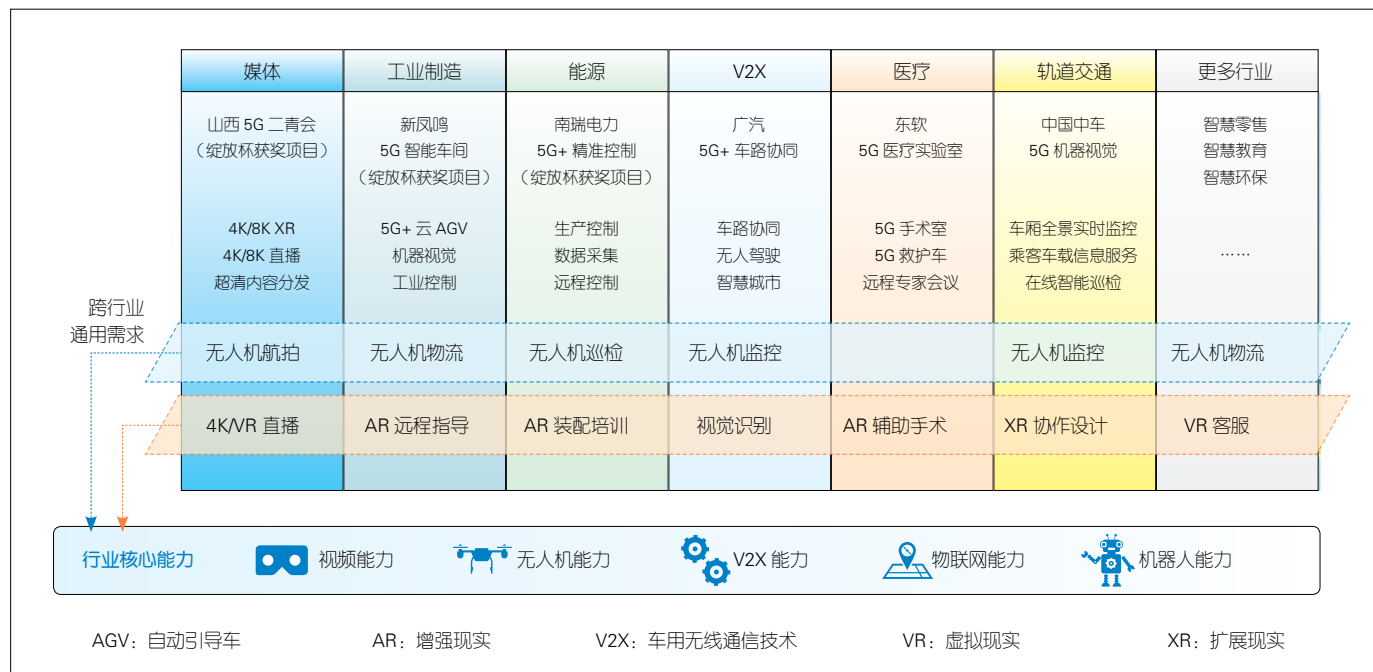 媒体
工业制造
能源
V2X
医疗
轨道交通
更多行业
山西 5G 二青会
（绽放杯获奖项目）
新凤鸣
5G 智能车间
（绽放杯获奖项目）
南瑞电力
5G+ 精准控制
（绽放杯获奖项目）
广汽
5G+ 车路协同
东软
5G 医疗实验室
中国中车
5G 机器视觉
智慧零售
智慧教育
智慧环保
4K/8K XR
4K/8K 直播
超清内容分发
5G+ 云 AGV
机器视觉
工业控制
生产控制
数据采集
远程控制
车路协同
无人驾驶
智慧城市
5G 手术室
5G 救护车
远程专家会议
车厢全景实时监控
乘客车载信息服务
在线智能巡检
……
跨行业
通用需求
无人机航拍
无人机物流
无人机巡检
无人机监控
无人机监控
无人机物流
4K/VR 直播
AR 远程指导
AR 装配培训
视觉识别
AR 辅助手术
XR 协作设计
VR 客服
行业核心能力
视频能力
无人机能力
V2X 能力
物联网能力
机器人能力
AGV：自动引导车
AR：增强现实
V2X：车用无线通信技术
VR：虚拟现实
XR：扩展现实